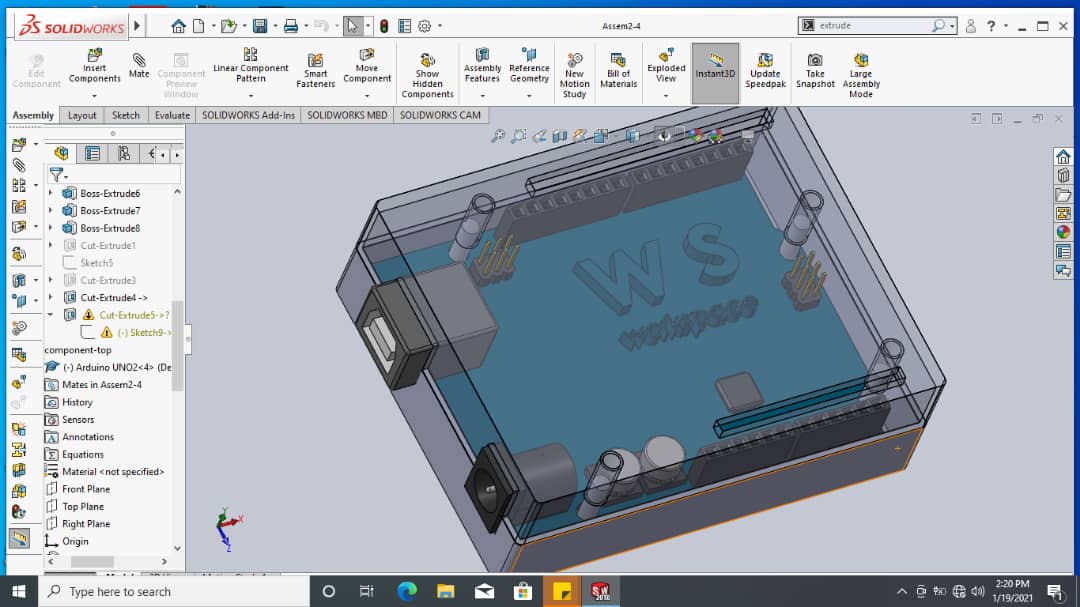 SOLIDWORKS
Assem2-4
extrude
Edit Component
Insert Components
Mate
Component Preview Window
Linear Component Pattern
Smart Fasteners
Move Component
Show Hidden Components
Assembly Features
Reference Geometry
New Motion Study
Bill of Materials
Exploded View
Instant3D
Update Speedpak
Take Snapshot
Large Assembly Mode
Assembly
Layout
Sketch
Evaluate
SOLIDWORKS Add-Ins
SOLIDWORKS MBD
SOLIDWORKS CAM
Boss-Extrude6
Boss-Extrude7
Boss-Extrude8
Cut-Extrude1
Sketch5
Cut-Extrude3
Cut-Extrude4 ->
Cut-Extrude5->?
(-) Sketch9->
component-top
(-) Arduino UNO2<4> (De
Mates in Assem2-4
History
Sensors
Annotations
Equations
Material <not specified>
Front Plane
Top Plane
Right Plane
Origin
WS
X
Y
Z
Type here to search
SW
2018
2:20 PM
1/19/2021
1